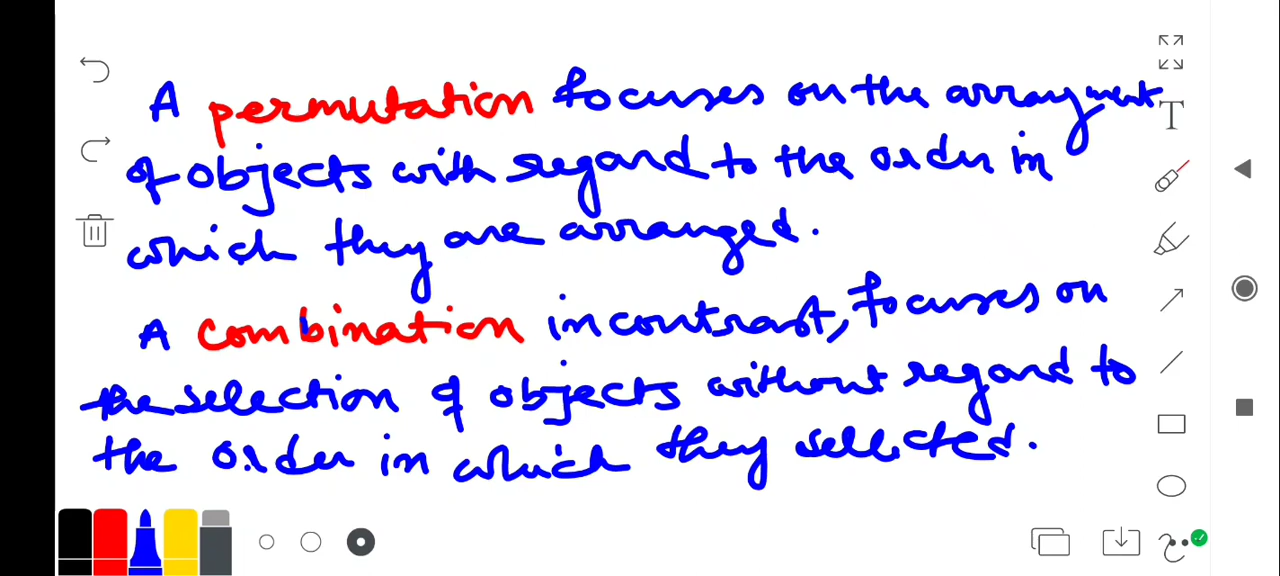 A permutation focuses on the arrangment
of objects with regard to the order in
which they are arranged.
A combination in contrast, focuses on
the selection of objects without regard to
the order in which they selected.
T